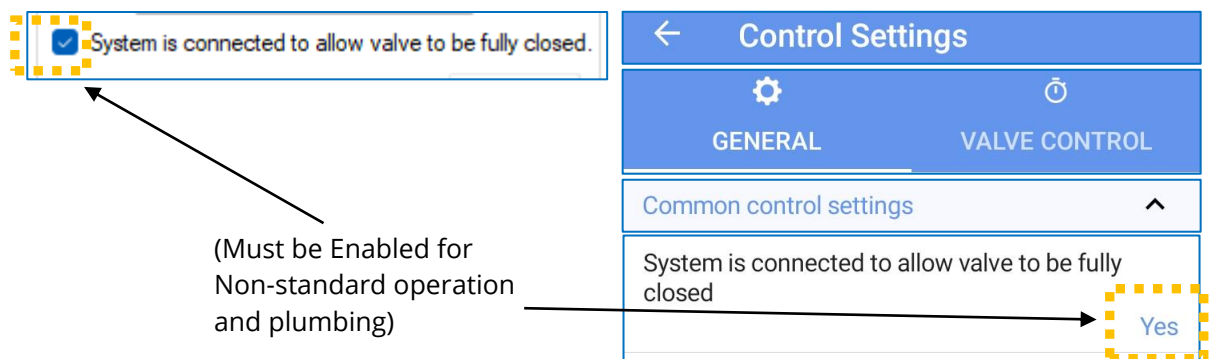 System is connected to allow valve to be fully closed.
(Must be Enabled for
Non-standard operation
and plumbing)
Control Settings
GENERAL
VALVE CONTROL
Common control settings
System is connected to allow valve to be fully
closed
Yes